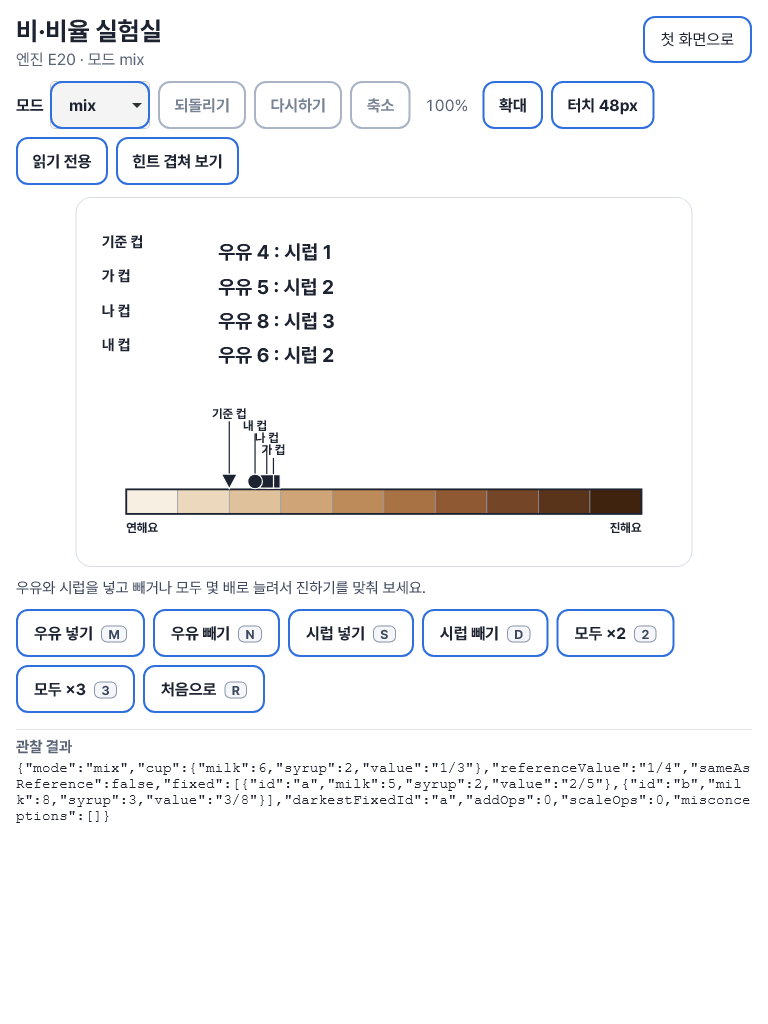 비·비율 실험실
엔진 E20 · 모드 mix
첫 화면으로
모드 mix 되돌리기 다시하기 축소 100% 확대 터치 48px
읽기 전용 힌트 겹쳐 보기
기준 컵 우유 4 : 시럽 1
가 컵 우유 5 : 시럽 2
나 컵 우유 8 : 시럽 3
내 컵 우유 6 : 시럽 2
기준 컵
내 컵
나 컵
가 컵
연해요 진해요
우유와 시럽을 넣고 빼거나 모두 몇 배로 늘려서 진하기를 맞춰 보세요.
우유 넣기 M 우유 빼기 N 시럽 넣기 S 시럽 빼기 D 모두 ×2 2
모두 ×3 3 처음으로 R
관찰 결과
{"mode":"mix","cup":{"milk":6,"syrup":2,"value":"1/3"},"referenceValue":"1/4","sameAs
Reference":false,"fixed":[{"id":"a","milk":5,"syrup":2,"value":"2/5"},{"id":"b","mil
k":8,"syrup":3,"value":"3/8"}],"darkestFixedId":"a","addOps":0,"scaleOps":0,"misconce
ptions":[]}